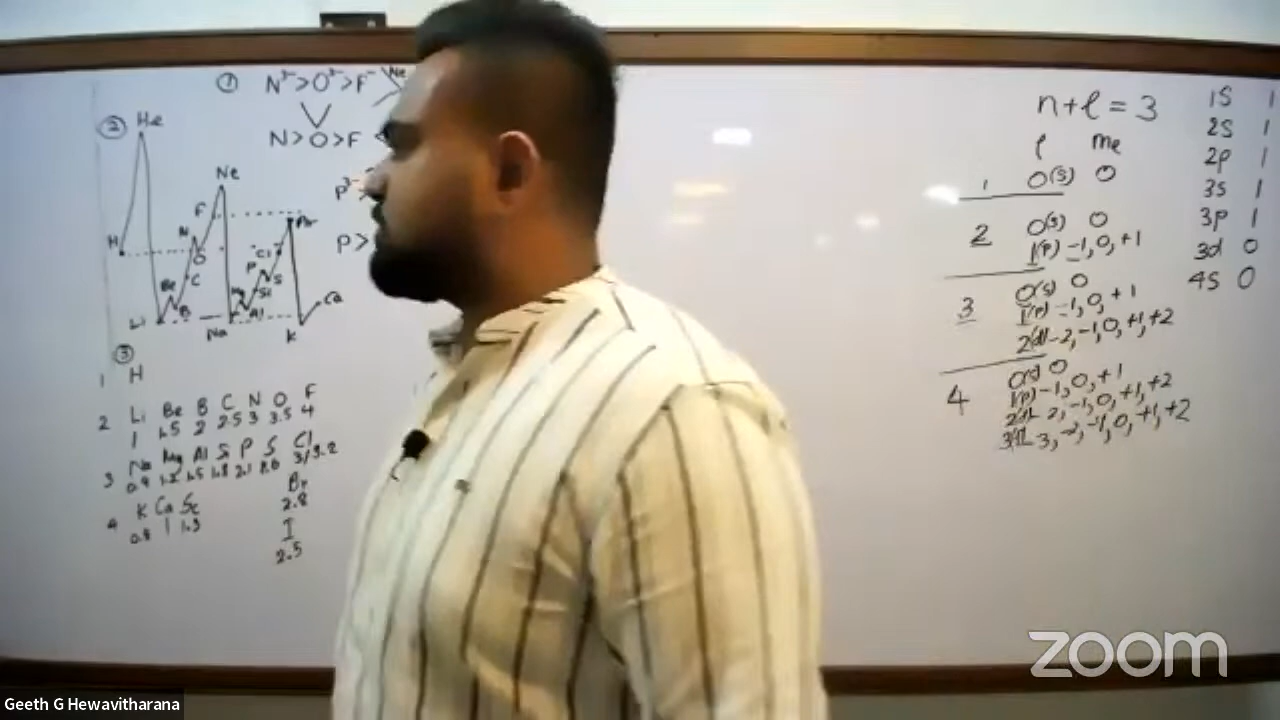 ① N³⁻>O²⁻>F⁻ Ne
N>O>F
② He
Ne
F
H N
O
Be C
Li B
P³⁻
P>
Ar
Cl
P S
Mg Si
Al
Na K Ca
③
1 H
2 Li Be B C N O F
1 1.5 2 2.5 3 3.5 4
3 Na Mg Al Si P S Cl
0.9 1.2 1.5 1.8 2.1 3/3.2
Br
2.8
4 K Ca Sc
0.8 1 1.3
I
2.5
n+l = 3
l ml
1 0(s) 0
2 0(s) 0
1(p) -1, 0, +1
3 0(s) 0
1(p) -1, 0, +1
2(d) -2, -1, 0, +1, +2
4 0(s) 0
1(p) -1, 0, +1
2(d) -2, -1, 0, +1, +2
3(f) -3, -2, -1, 0, +1, +2
1s 1
2s 1
2p 1
3s 1
3p 1
3d 0
4s 0
zoom
Geeth G Hewavitharana